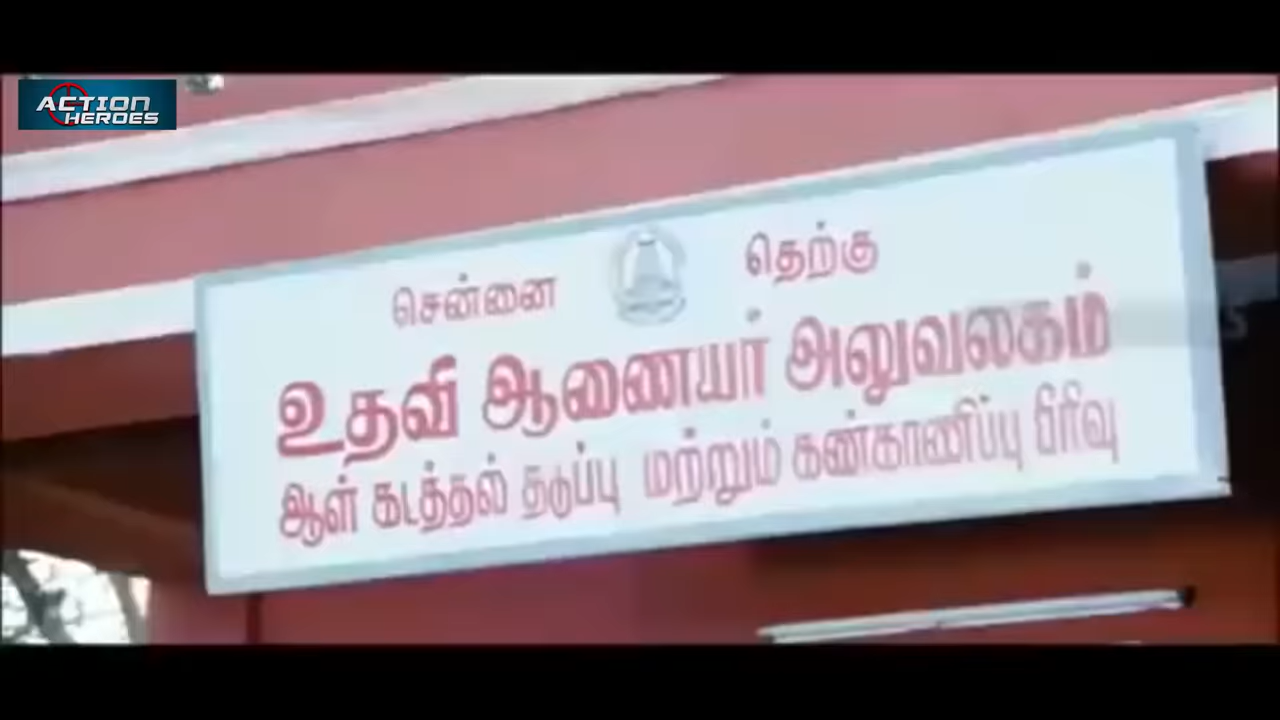 ACTION
HEROES
சென்னை தெற்கு
உதவி ஆணையர் அலுவலகம்
ஆள் கடத்தல் தடுப்பு மற்றும் கண்காணிப்பு பிரிவு